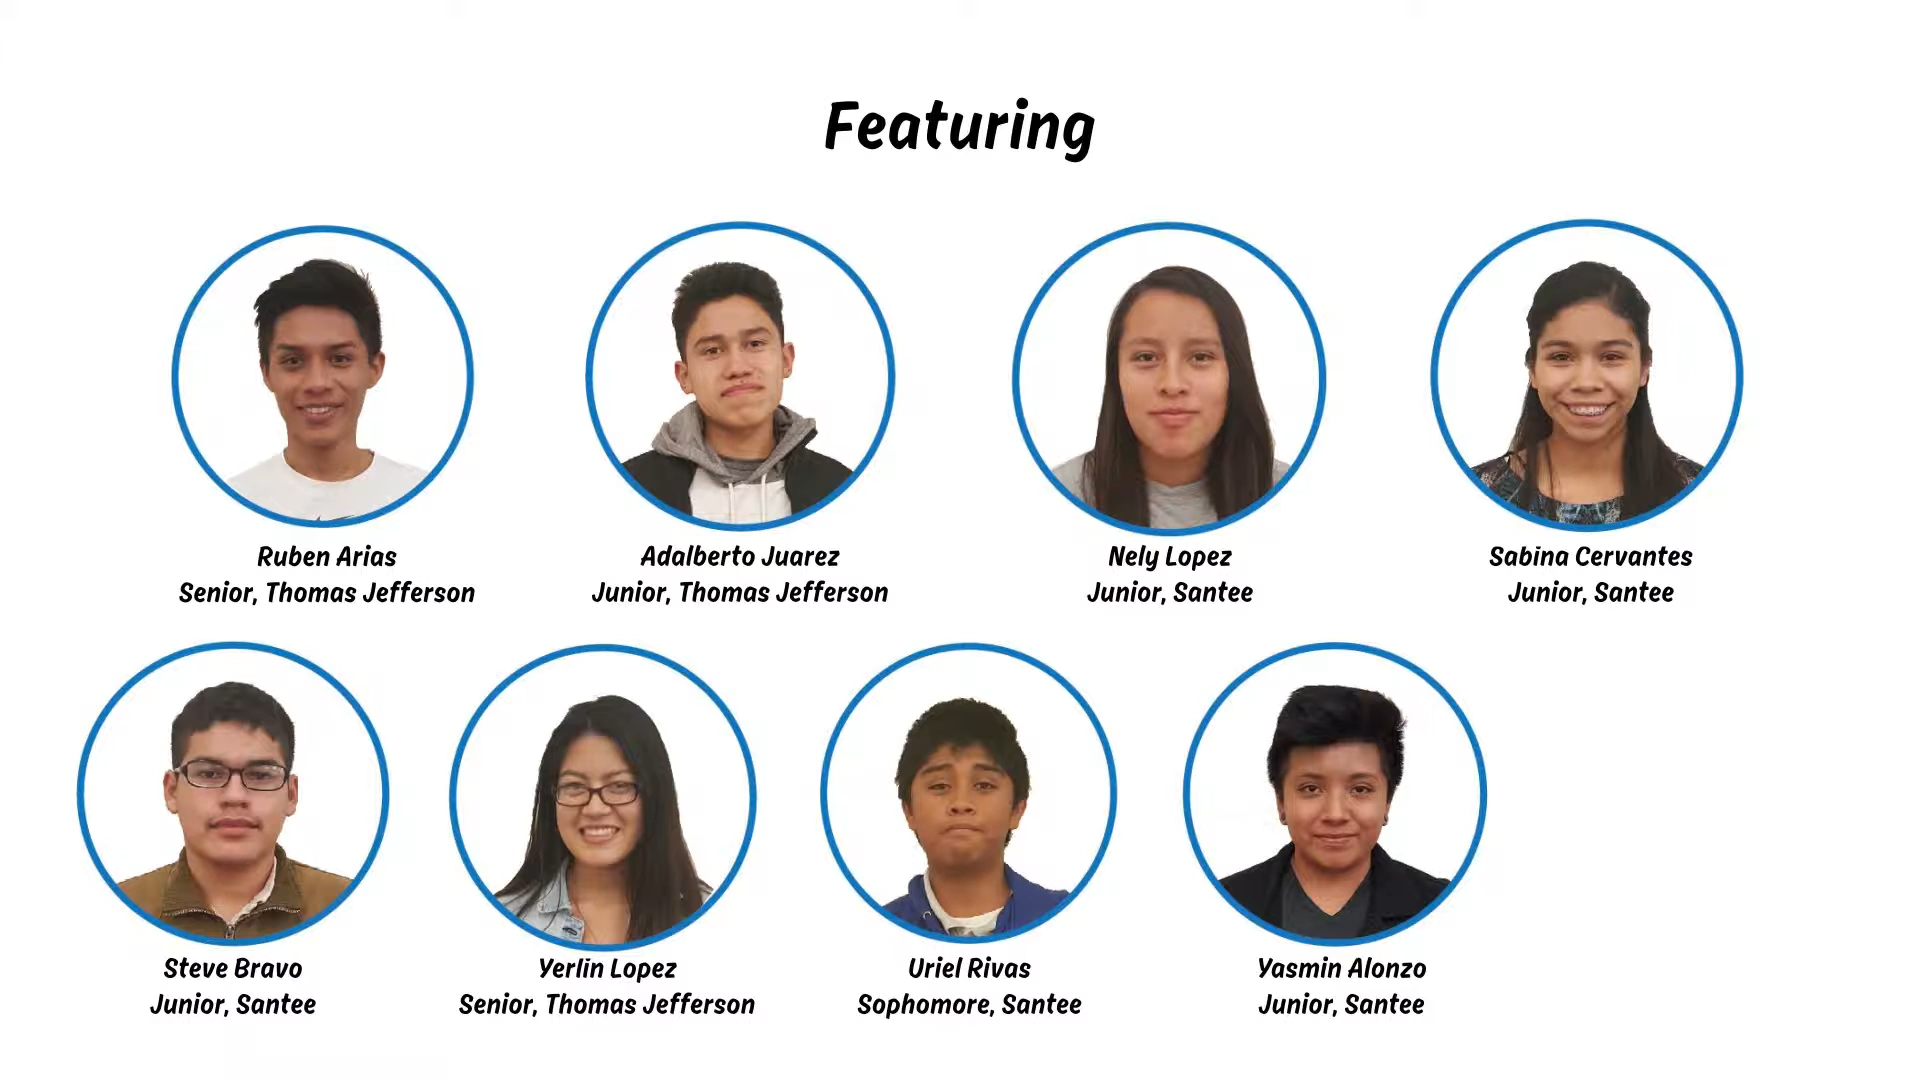 Featuring
Ruben Arias
Senior, Thomas Jefferson
Adalberto Juarez
Junior, Thomas Jefferson
Nely Lopez
Junior, Santee
Sabina Cervantes
Junior, Santee
Steve Bravo
Junior, Santee
Yerlin Lopez
Senior, Thomas Jefferson
Uriel Rivas
Sophomore, Santee
Yasmin Alonzo
Junior, Santee